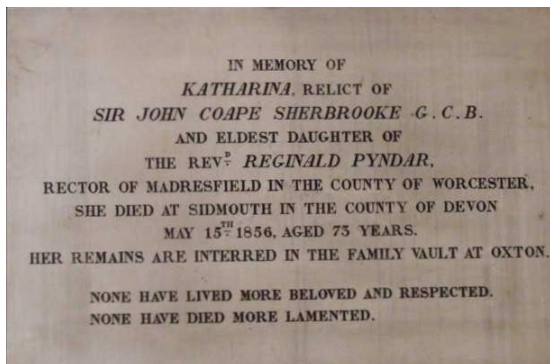 IN MEMORY OF
KATHARINA, RELICT OF
SIR JOHN COAPE SHERBROOKE G.C.B.
AND ELDEST DAUGHTER OF
THE REVD. REGINALD PYNDAR,
RECTOR OF MADRESFIELD IN THE COUNTY OF WORCESTER,
SHE DIED AT SIDMOUTH IN THE COUNTY OF DEVON
MAY 15TH. 1856, AGED 73 YEARS.
HER REMAINS ARE INTERRED IN THE FAMILY VAULT AT OXTON.
NONE HAVE LIVED MORE BELOVED AND RESPECTED.
NONE HAVE DIED MORE LAMENTED.